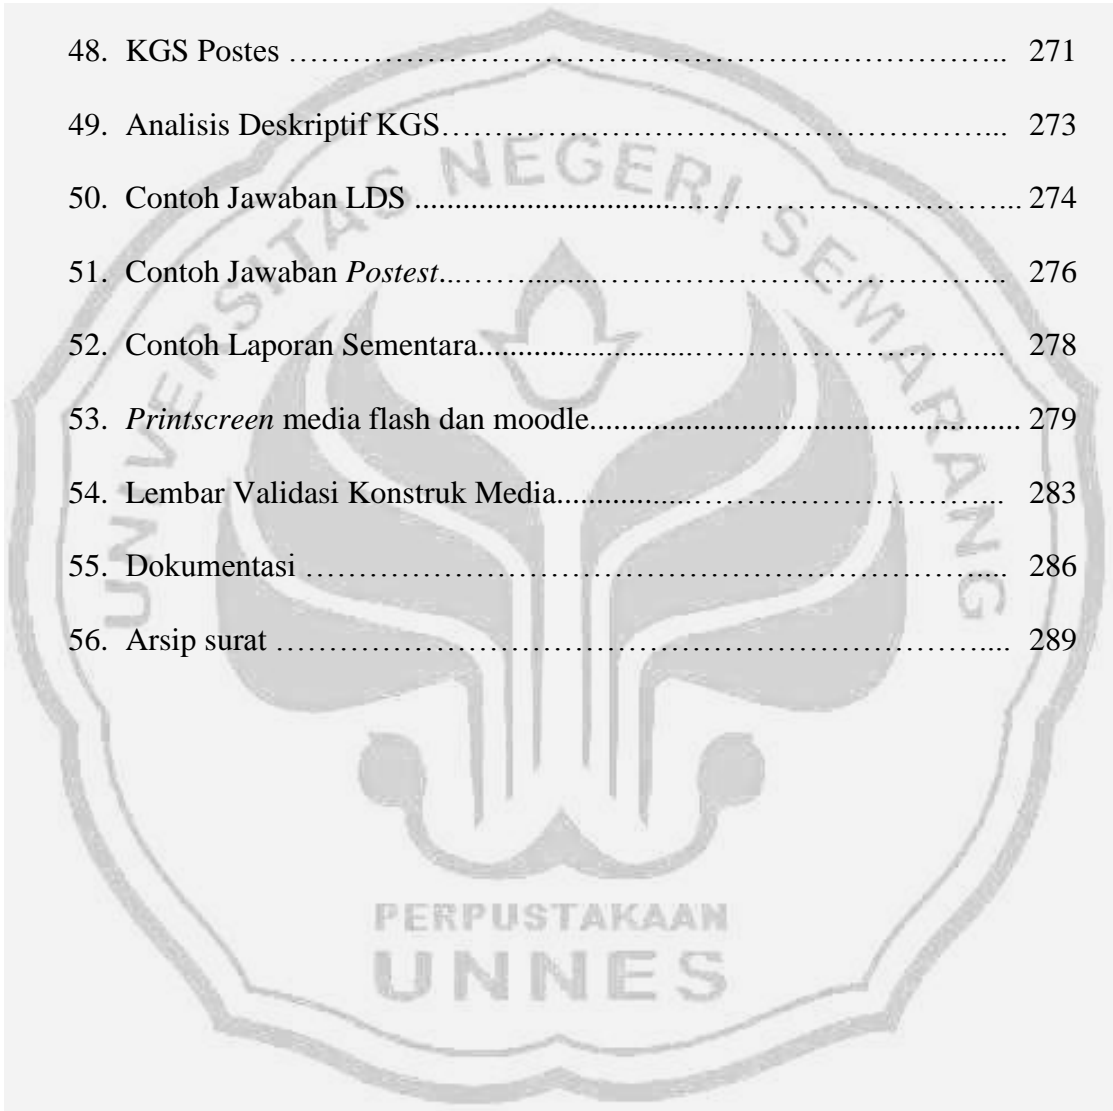 48. KGS Postes ……………………………………………………………….. 271
49. Analisis Deskriptif KGS………………………………………………... 273
50. Contoh Jawaban LDS ..................................…………………………... 274
51. Contoh Jawaban Postest...……..........…………………………………... 276
52. Contoh Laporan Sementara.............................…………………………... 278
53. Printscreen media flash dan moodle..................................................... 279
54. Lembar Validasi Konstruk Media..............……………………………... 283
55. Dokumentasi …………………………………………………………... 286
56. Arsip surat ……………………………………………………………….... 289
UNIVERSITAS NEGERI SEMARANG
PERPUSTAKAAN
UNNES